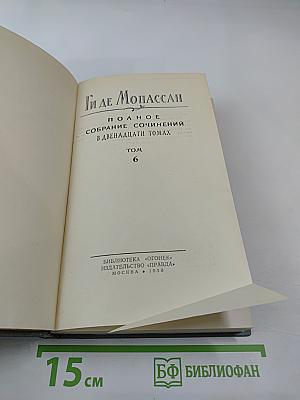 Ги де Мопассан
ПОЛНОЕ
СОБРАНИЕ СОЧИНЕНИЙ
В ДВЕНАДЦАТИ ТОМАХ
ТОМ
6
БИБЛИОТЕКА «ОГОНЕК»
ИЗДАТЕЛЬСТВО «ПРАВДА»
МОСКВА • 1958
15 см
БФ БИБЛИОФАН